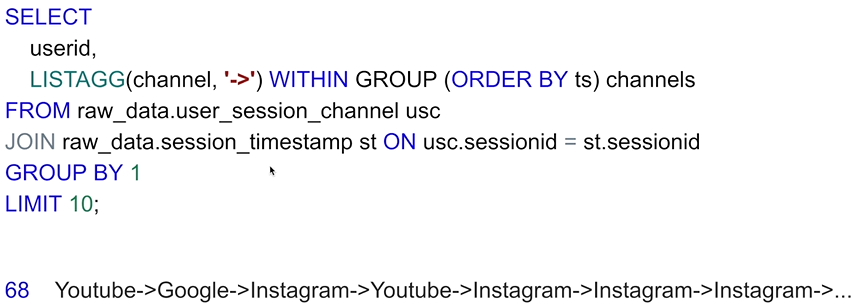 SELECT
userid,
LISTAGG(channel, '->') WITHIN GROUP (ORDER BY ts) channels
FROM raw_data.user_session_channel usc
JOIN raw_data.session_timestamp st ON usc.sessionid = st.sessionid
GROUP BY 1
LIMIT 10;
68 Youtube->Google->Instagram->Youtube->Instagram->Instagram->Instagram->...